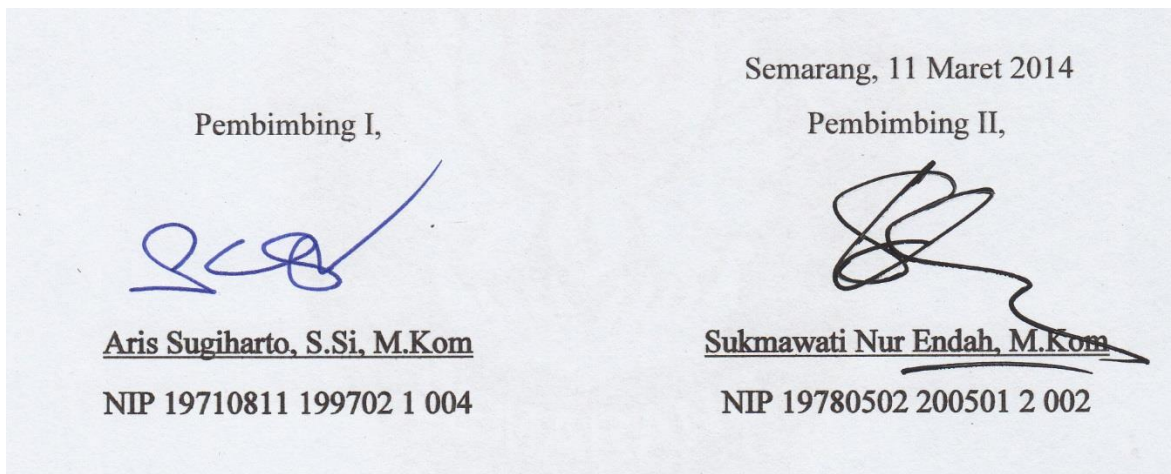 Semarang, 11 Maret 2014
Pembimbing I,
Pembimbing II,
Aris Sugiharto, S.Si, M.Kom
Sukmawati Nur Endah, M.Kom
NIP 19710811 199702 1 004
NIP 19780502 200501 2 002